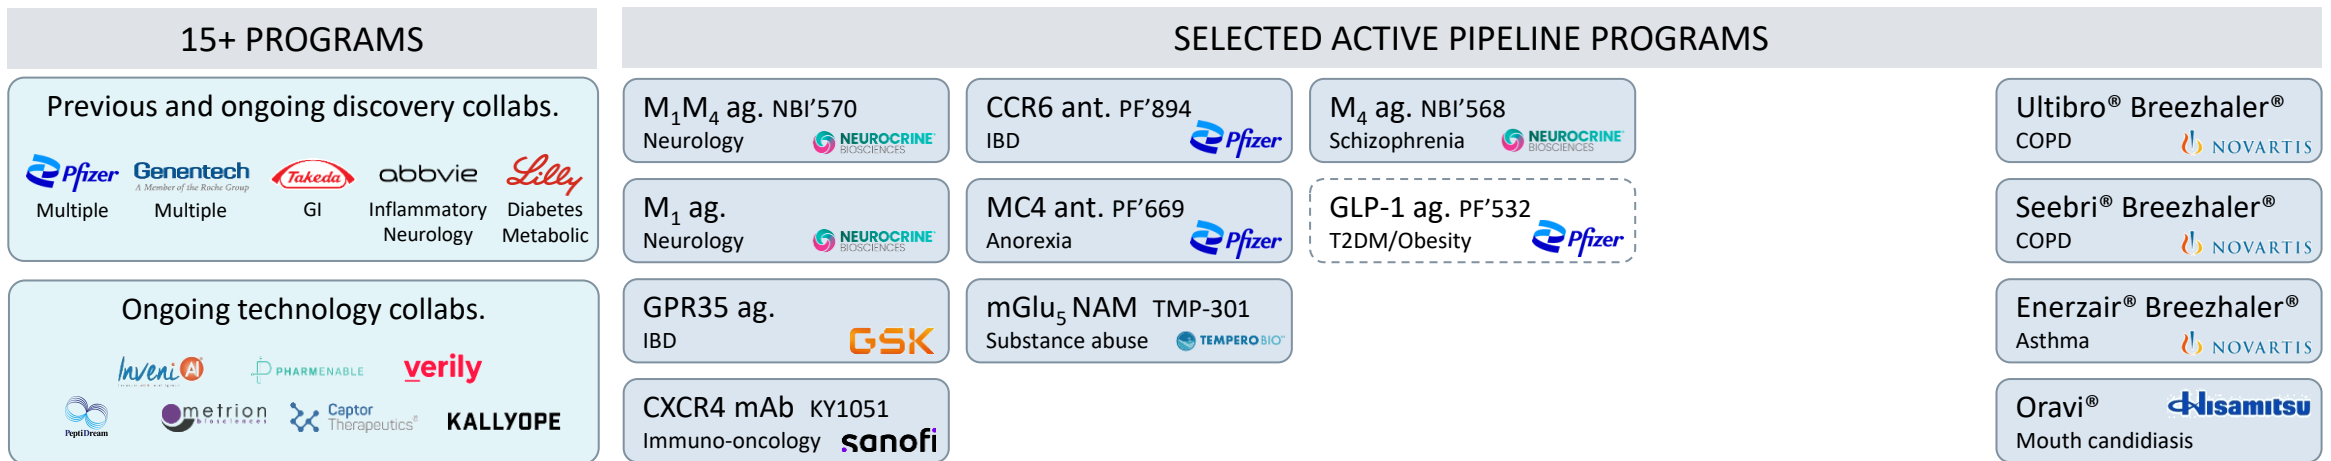 15+ PROGRAMS
Previous and ongoing discovery collabs.
Pfizer
Multiple
Genentech
A Member of the Roche Group
Multiple
Takeda
GI
abbvie
Inflammatory
Neurology
Lilly
Diabetes
Metabolic
Ongoing technology collabs.
InveniAI
PHARMENABLE
verily
PeptiDream
metrion
biosciences
Captor
Therapeutics®
KALLYOPE
SELECTED ACTIVE PIPELINE PROGRAMS
M₁M₄ ag. NBI’570
Neurology
NEUROCRINE®
BIOSCIENCES
M₁ ag.
Neurology
NEUROCRINE®
BIOSCIENCES
GPR35 ag.
IBD
GSK
CXCR4 mAb KY1051
Immuno-oncology
sanofi
CCR6 ant. PF’894
IBD
Pfizer
MC4 ant. PF’669
Anorexia
Pfizer
mGlu₅ NAM TMP-301
Substance abuse
TEMPERO BIO™
M₄ ag. NBI’568
Schizophrenia
NEUROCRINE®
BIOSCIENCES
GLP-1 ag. PF’532
T2DM/Obesity
Pfizer
Ultibro® Breezhaler®
COPD
NOVARTIS
Seebri® Breezhaler®
COPD
NOVARTIS
Enerzair® Breezhaler®
Asthma
NOVARTIS
Oravi®
Hisamitsu
Mouth candidiasis